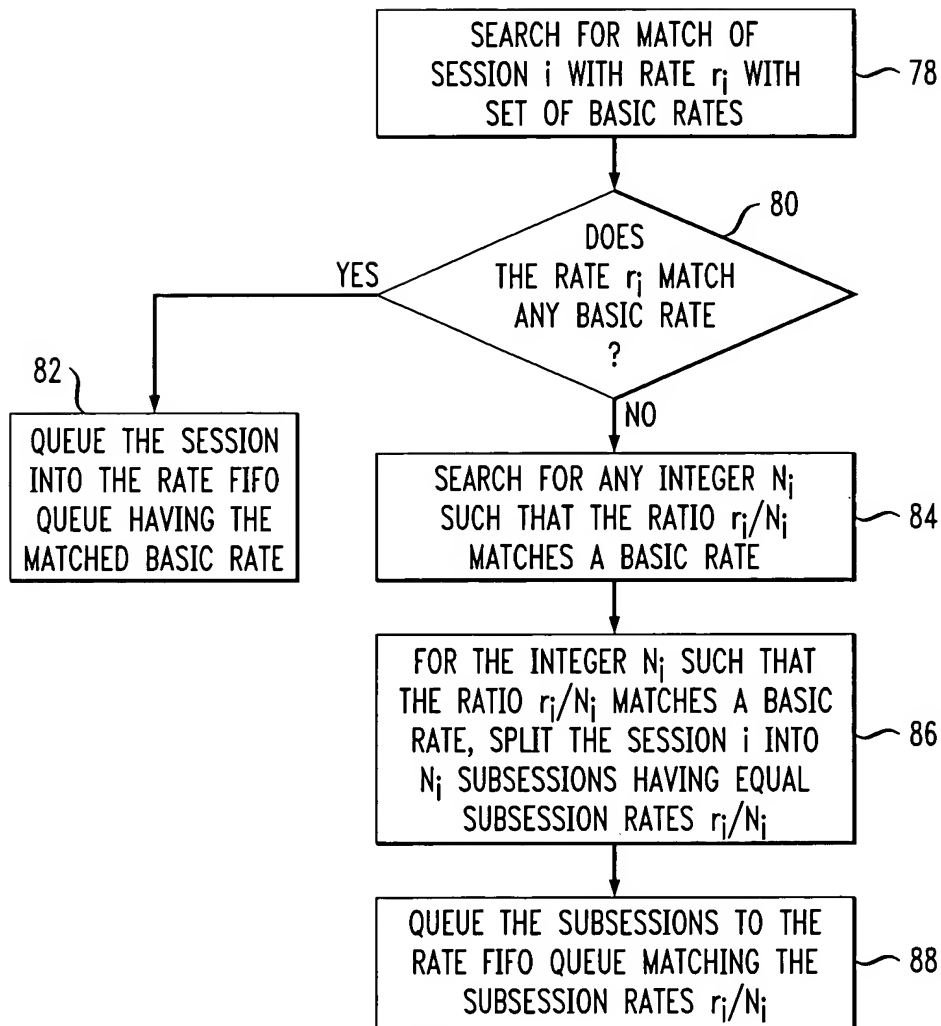 SEARCH FOR MATCH OF
SESSION i WITH RATE ri WITH
SET OF BASIC RATES
78
80
DOES
THE RATE ri MATCH
ANY BASIC RATE
?
YES
NO
82
QUEUE THE SESSION
INTO THE RATE FIFO
QUEUE HAVING THE
MATCHED BASIC RATE
SEARCH FOR ANY INTEGER Ni
SUCH THAT THE RATIO ri/Ni
MATCHES A BASIC RATE
84
FOR THE INTEGER Ni SUCH THAT
THE RATIO ri/Ni MATCHES A BASIC
RATE, SPLIT THE SESSION i INTO
Ni SUBSESSIONS HAVING EQUAL
SUBSESSION RATES ri/Ni
86
QUEUE THE SUBSESSIONS TO THE
RATE FIFO QUEUE MATCHING THE
SUBSESSION RATES ri/Ni
88